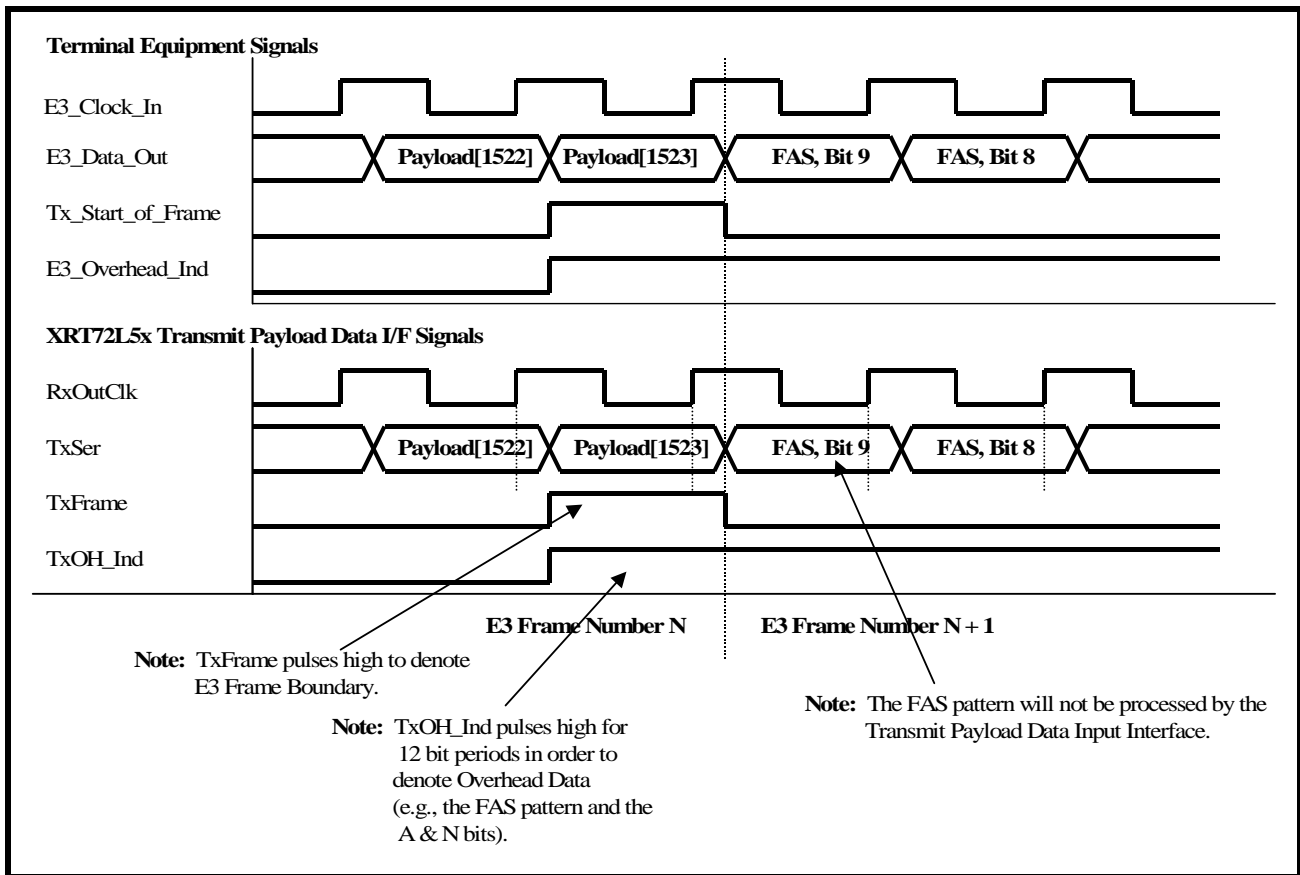 Terminal Equipment Signals
E3_Clock_In
E3_Data_Out
Payload[1522] Payload[1523] FAS, Bit 9 FAS, Bit 8
Tx_Start_of_Frame
E3_Overhead_Ind
XRT72L5x Transmit Payload Data I/F Signals
RxOutClk
TxSer
Payload[1522] Payload[1523] FAS, Bit 9 FAS, Bit 8
TxFrame
TxOH_Ind
E3 Frame Number N E3 Frame Number N + 1
Note: TxFrame pulses high to denote
E3 Frame Boundary.
Note: TxOH_Ind pulses high for
12 bit periods in order to
denote Overhead Data
(e.g., the FAS pattern and the
A & N bits).
Note: The FAS pattern will not be processed by the
Transmit Payload Data Input Interface.